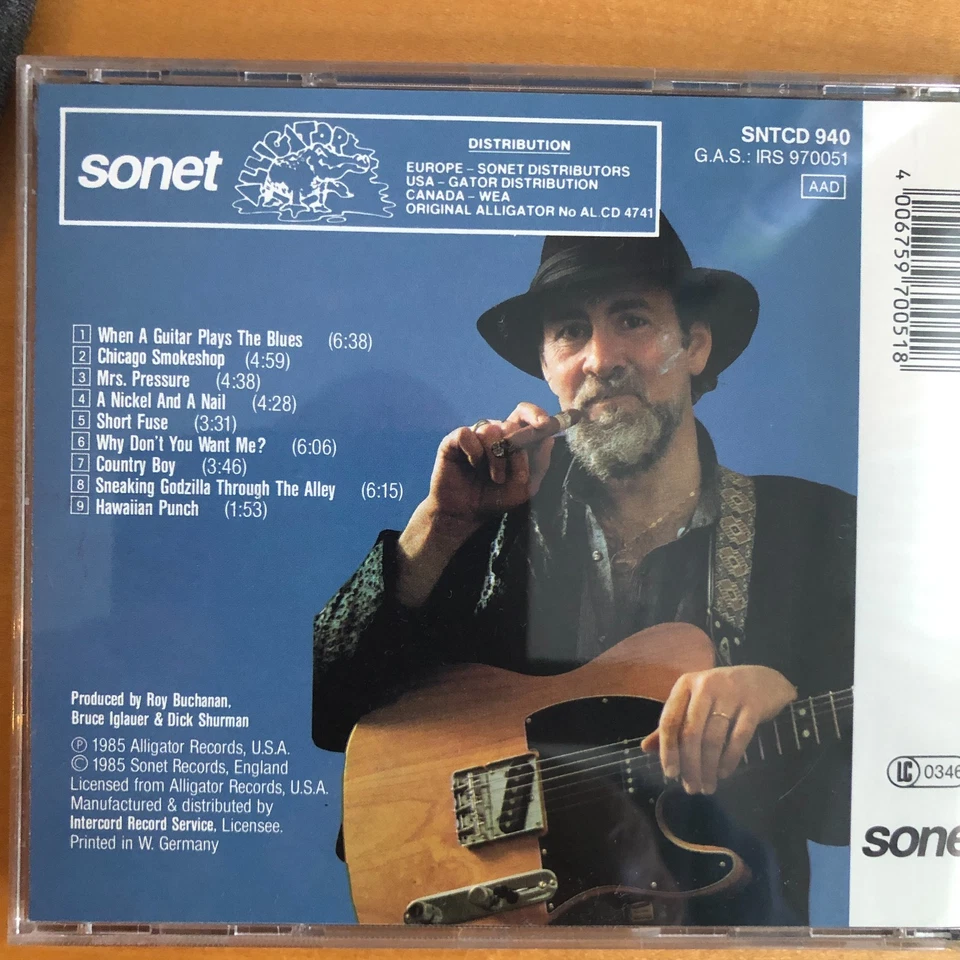 sonet
ALLIGATOR
DISTRIBUTION
EUROPE – SONET DISTRIBUTORS
USA – GATOR DISTRIBUTION
CANADA – WEA
ORIGINAL ALLIGATOR No AL.CD 4741
SNTCD 940
G.A.S.: IRS 970051
AAD
4 006759 700518
1 When A Guitar Plays The Blues (6:38)
2 Chicago Smokeshop (4:59)
3 Mrs. Pressure (4:38)
4 A Nickel And A Nail (4:28)
5 Short Fuse (3:31)
6 Why Don't You Want Me? (6:06)
7 Country Boy (3:46)
8 Sneaking Godzilla Through The Alley (6:15)
9 Hawaiian Punch (1:53)
Produced by Roy Buchanan,
Bruce Iglauer & Dick Shurman
Ⓟ 1985 Alligator Records, U.S.A.
© 1985 Sonet Records, England
Licensed from Alligator Records, U.S.A.
Manufactured & distributed by
Intercord Record Service, Licensee.
Printed in W. Germany
LC 0346
sone